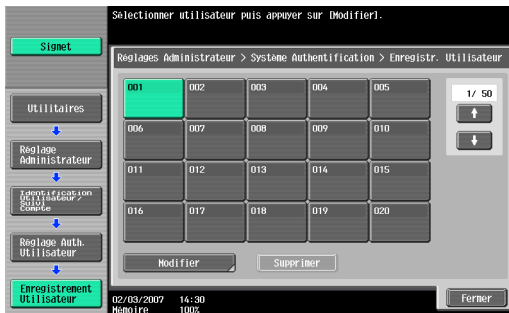 Sélectionner utilisateur puis appuyer sur [Modifier].
Signet
Réglages Administrateur > Système Authentification > Enregistr. Utilisateur
001
002
003
004
005
1/ 50
006
007
008
009
010
011
012
013
014
015
016
017
018
019
020
Utilitaires
Réglage
Administrateur
Identification
Utilisateur/
Suivi
Compte
Réglage Auth.
Utilisateur
Enregistrement
Utilisateur
Modifier
Supprimer
02/03/2007 14:30
Mémoire 100%
Fermer